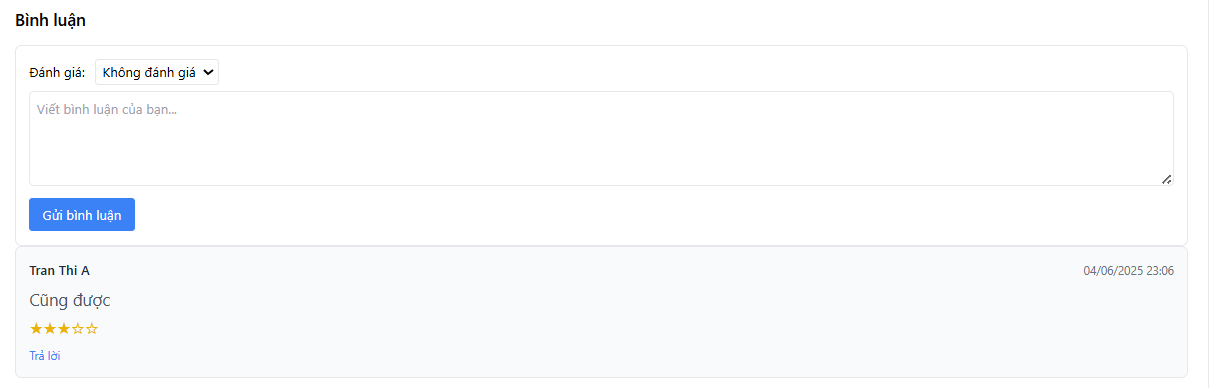 Bình luận
Đánh giá: Không đánh giá
Viết bình luận của bạn...
Gửi bình luận
Tran Thi A 04/06/2025 23:06
Cũng được
★★★☆☆
Trả lời